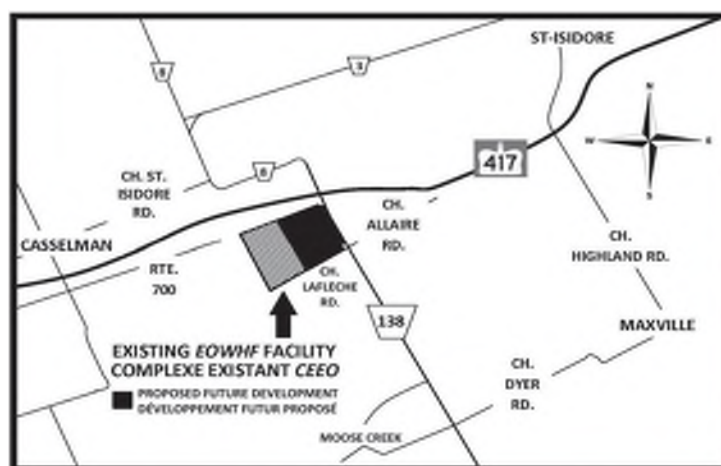 ST-ISIDORE
8
3
N
W
E
S
417
CH. ST.
ISIDORE
RD.
8
CASSELMAN
CH.
ALLAIRE
RD.
CH.
HIGHLAND RD.
RTE.
700
CH.
LAFLECHE
RD.
138
MAXVILLE
EXISTING EOWHF FACILITY
COMPLEXE EXISTANT CEEO
PROPOSED FUTURE DEVELOPMENT
DÉVELOPPEMENT FUTUR PROPOSÉ
CH.
DYER
RD.
MOOSE CREEK